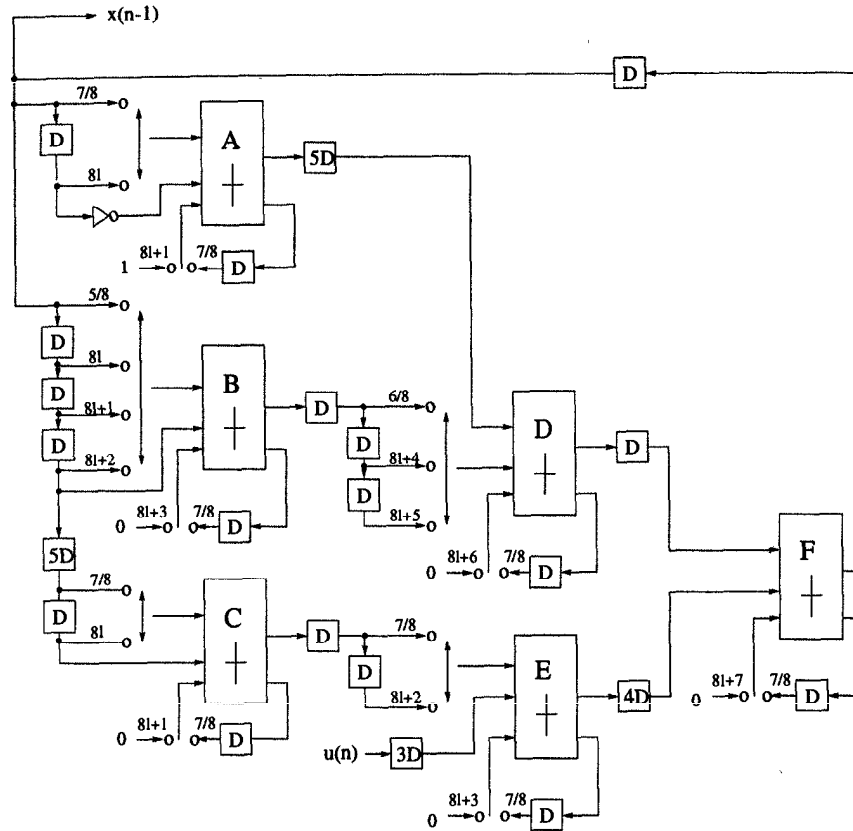 x(n-1)
D
7/8
D
8l
A
+
5D
1
8l+1
7/8
D
5/8
D
8l
D
8l+1
D
8l+2
B
+
D
6/8
D
8l+4
D
8l+5
0
8l+3
7/8
D
D
+
D
0
8l+6
7/8
D
5D
7/8
D
8l
C
+
D
7/8
D
8l+2
0
8l+1
7/8
D
u(n)
3D
E
+
4D
0
8l+3
7/8
D
F
+
0
8l+7
7/8
D